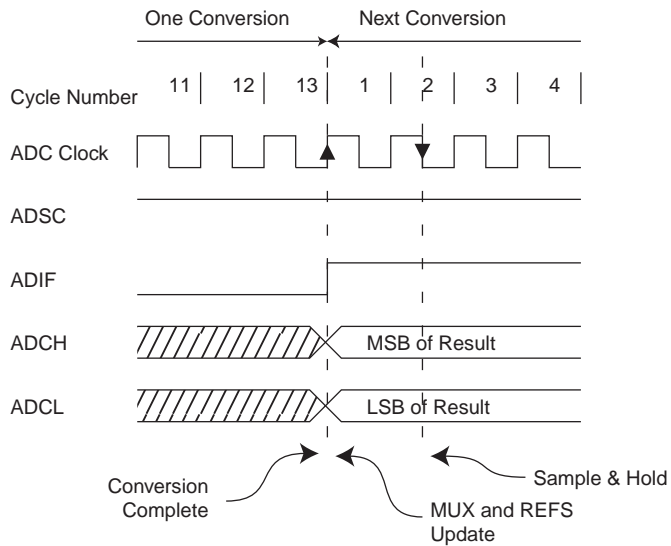 One Conversion Next Conversion
Cycle Number 11 12 13 1 2 3 4
ADC Clock
ADSC
ADIF
ADCH MSB of Result
ADCL LSB of Result
Conversion
Complete
MUX and REFS
Update
Sample & Hold